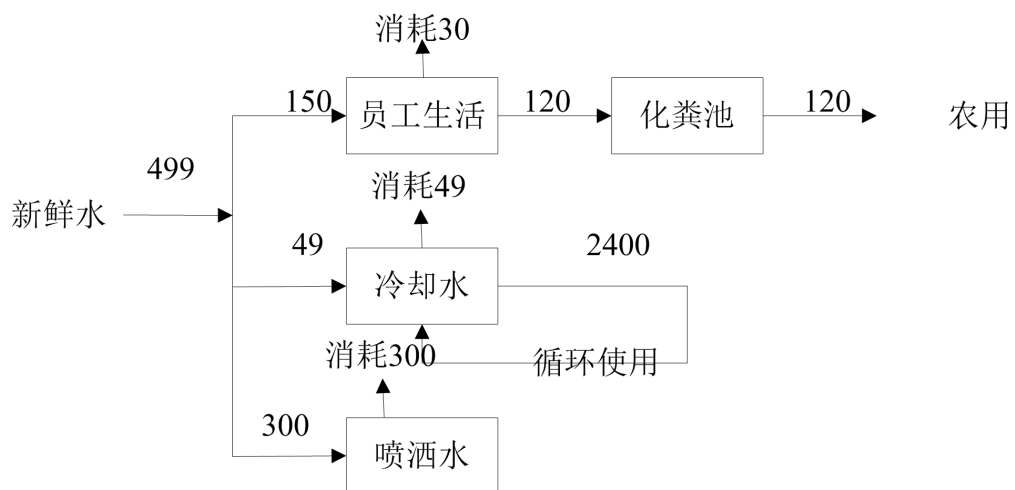 消耗30
150
员工生活
120
化粪池
120
农用
499
新鲜水
消耗49
49
冷却水
2400
消耗300
循环使用
300
喷洒水